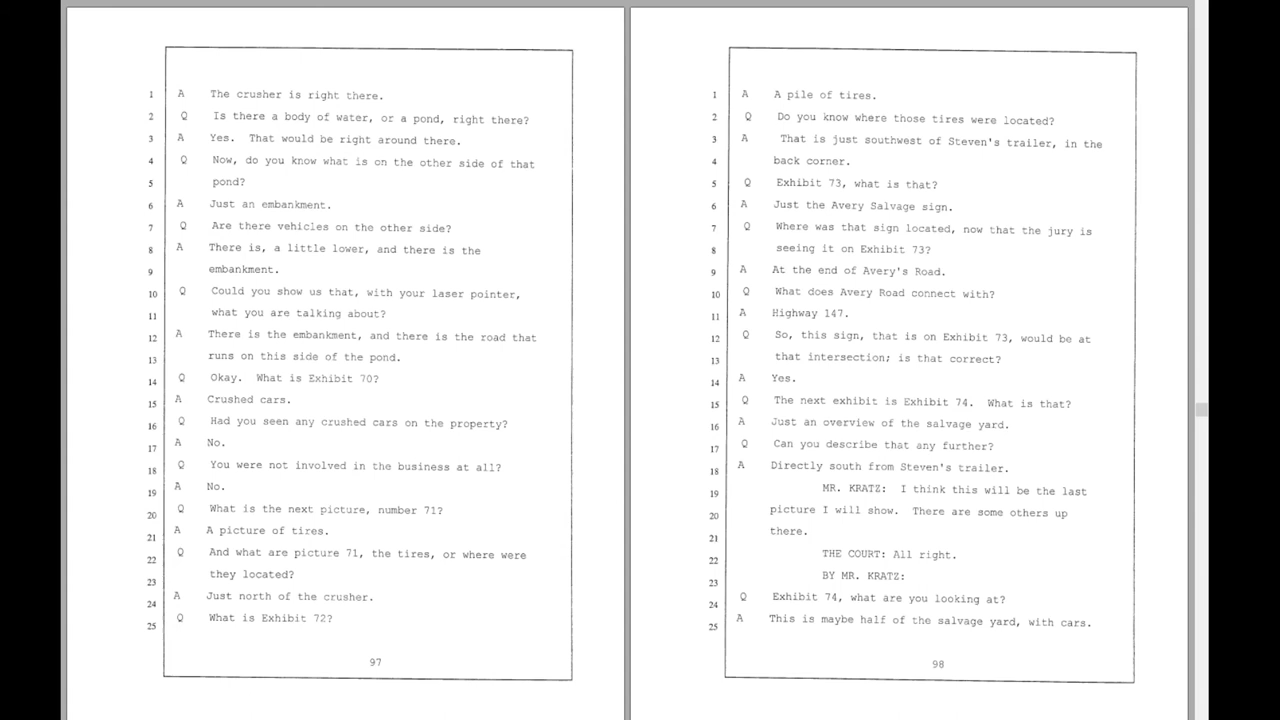 1 A The crusher is right there.
2 Q Is there a body of water, or a pond, right there?
3 A Yes. That would be right around there.
4 Q Now, do you know what is on the other side of that
5 pond?
6 A Just an embankment.
7 Q Are there vehicles on the other side?
8 A There is, a little lower, and there is the
9 embankment.
10 Q Could you show us that, with your laser pointer,
11 what you are talking about?
12 A There is the embankment, and there is the road that
13 runs on this side of the pond.
14 Q Okay. What is Exhibit 70?
15 A Crushed cars.
16 Q Had you seen any crushed cars on the property?
17 A No.
18 Q You were not involved in the business at all?
19 A No.
20 Q What is the next picture, number 71?
21 A A picture of tires.
22 Q And what are picture 71, the tires, or where were
23 they located?
24 A Just north of the crusher.
25 Q What is Exhibit 72?
97
1 A A pile of tires.
2 Q Do you know where those tires were located?
3 A That is just southwest of Steven's trailer, in the
4 back corner.
5 Q Exhibit 73, what is that?
6 A Just the Avery Salvage sign.
7 Q Where was that sign located, now that the jury is
8 seeing it on Exhibit 73?
9 A At the end of Avery's Road.
10 Q What does Avery Road connect with?
11 A Highway 147.
12 Q So, this sign, that is on Exhibit 73, would be at
13 that intersection; is that correct?
14 A Yes.
15 Q The next exhibit is Exhibit 74. What is that?
16 A Just an overview of the salvage yard.
17 Q Can you describe that any further?
18 A Directly south from Steven's trailer.
19 MR. KRATZ: I think this will be the last
20 picture I will show. There are some others up
21 there.
22 THE COURT: All right.
23 BY MR. KRATZ:
24 Q Exhibit 74, what are you looking at?
25 A This is maybe half of the salvage yard, with cars.
98